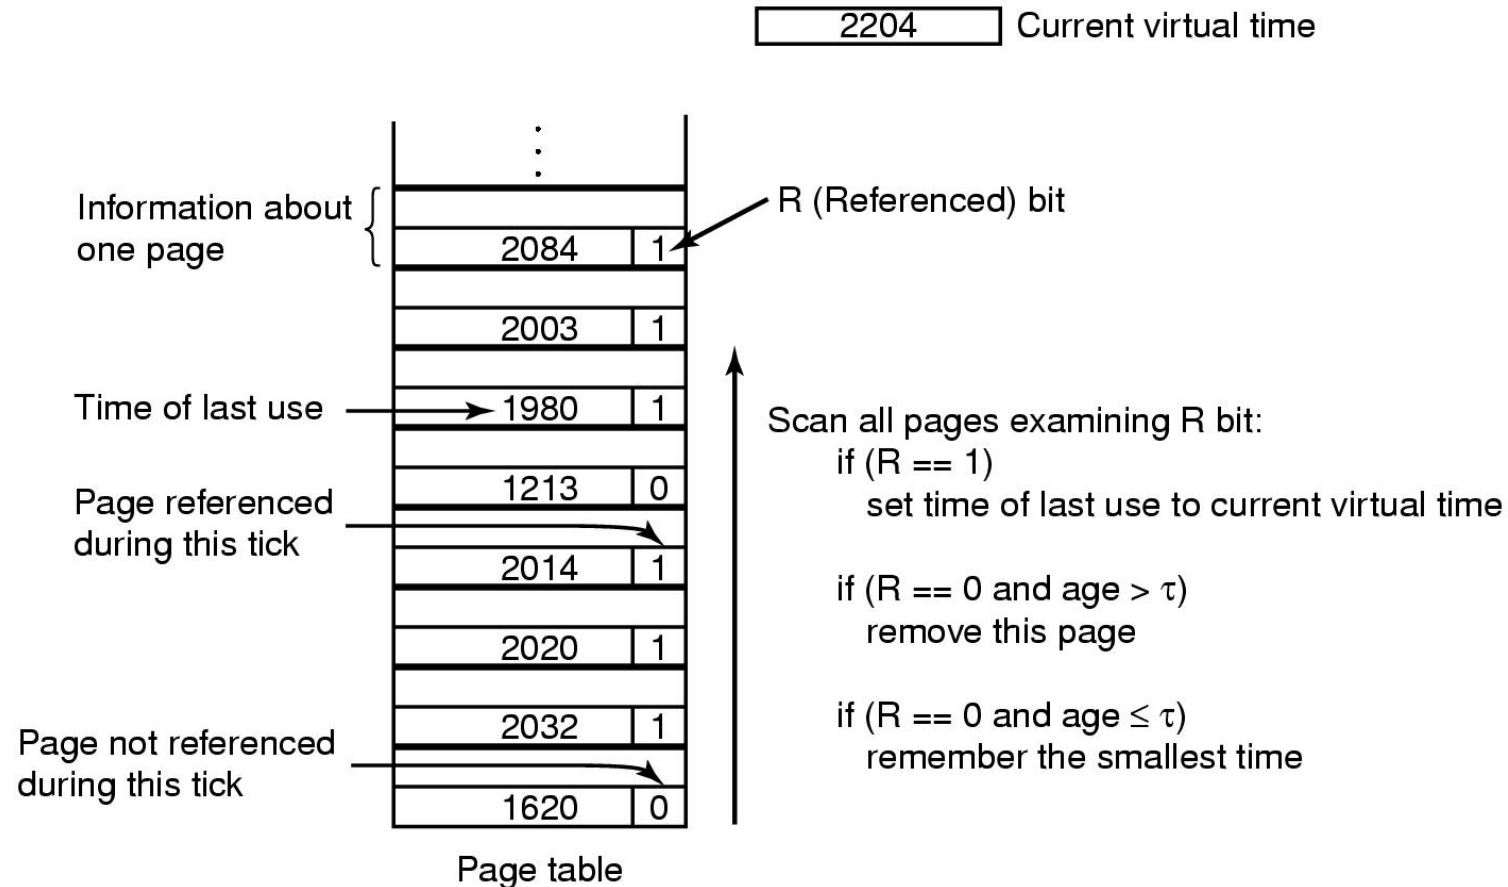 2204 Current virtual time
Information about
one page
R (Referenced) bit
2084 1
2003 1
Time of last use
1980 1
1213 0
Page referenced
during this tick
2014 1
2020 1
2032 1
Page not referenced
during this tick
1620 0
Page table
Scan all pages examining R bit:
if (R == 1)
set time of last use to current virtual time
if (R == 0 and age > τ)
remove this page
if (R == 0 and age ≤ τ)
remember the smallest time